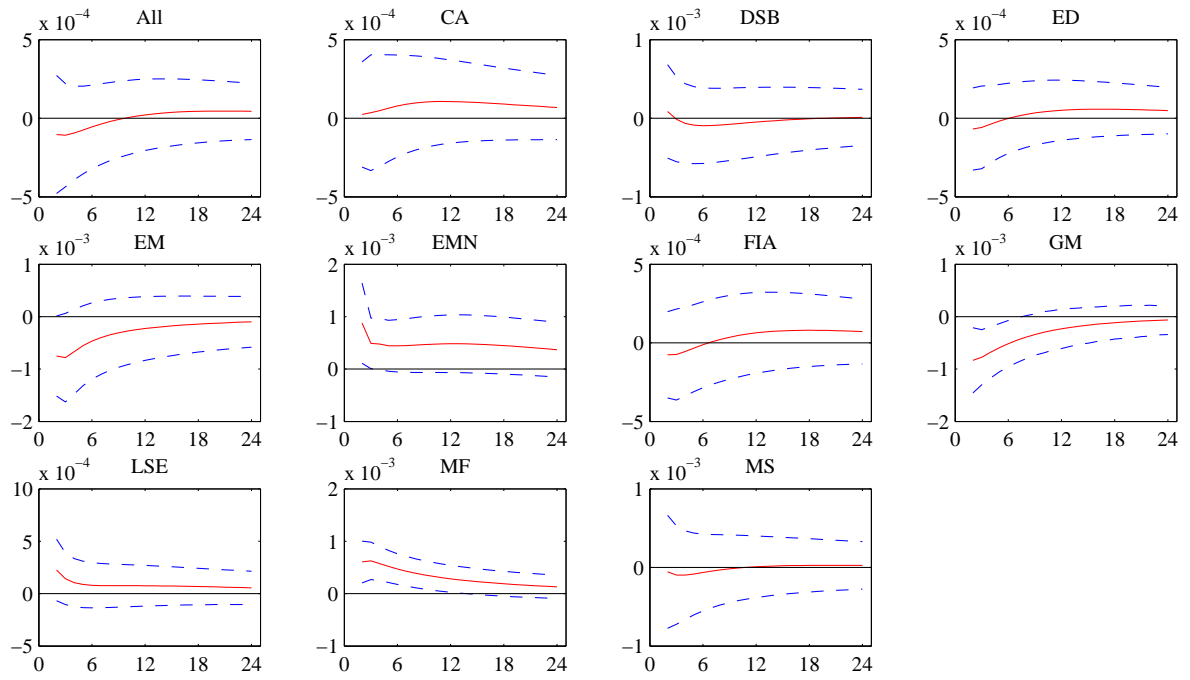 x 10−4 All
5
0
−5
0 6 12 18 24
x 10−4 CA
5
0
−5
0 6 12 18 24
x 10−3 DSB
1
0
−1
0 6 12 18 24
x 10−4 ED
5
0
−5
0 6 12 18 24
x 10−3 EM
1
0
−1
−2
0 6 12 18 24
x 10−3 EMN
2
1
0
−1
0 6 12 18 24
x 10−4 FIA
5
0
−5
0 6 12 18 24
x 10−3 GM
1
0
−1
−2
0 6 12 18 24
x 10−4 LSE
10
5
0
−5
0 6 12 18 24
x 10−3 MF
2
1
0
−1
0 6 12 18 24
x 10−3 MS
1
0
−1
0 6 12 18 24